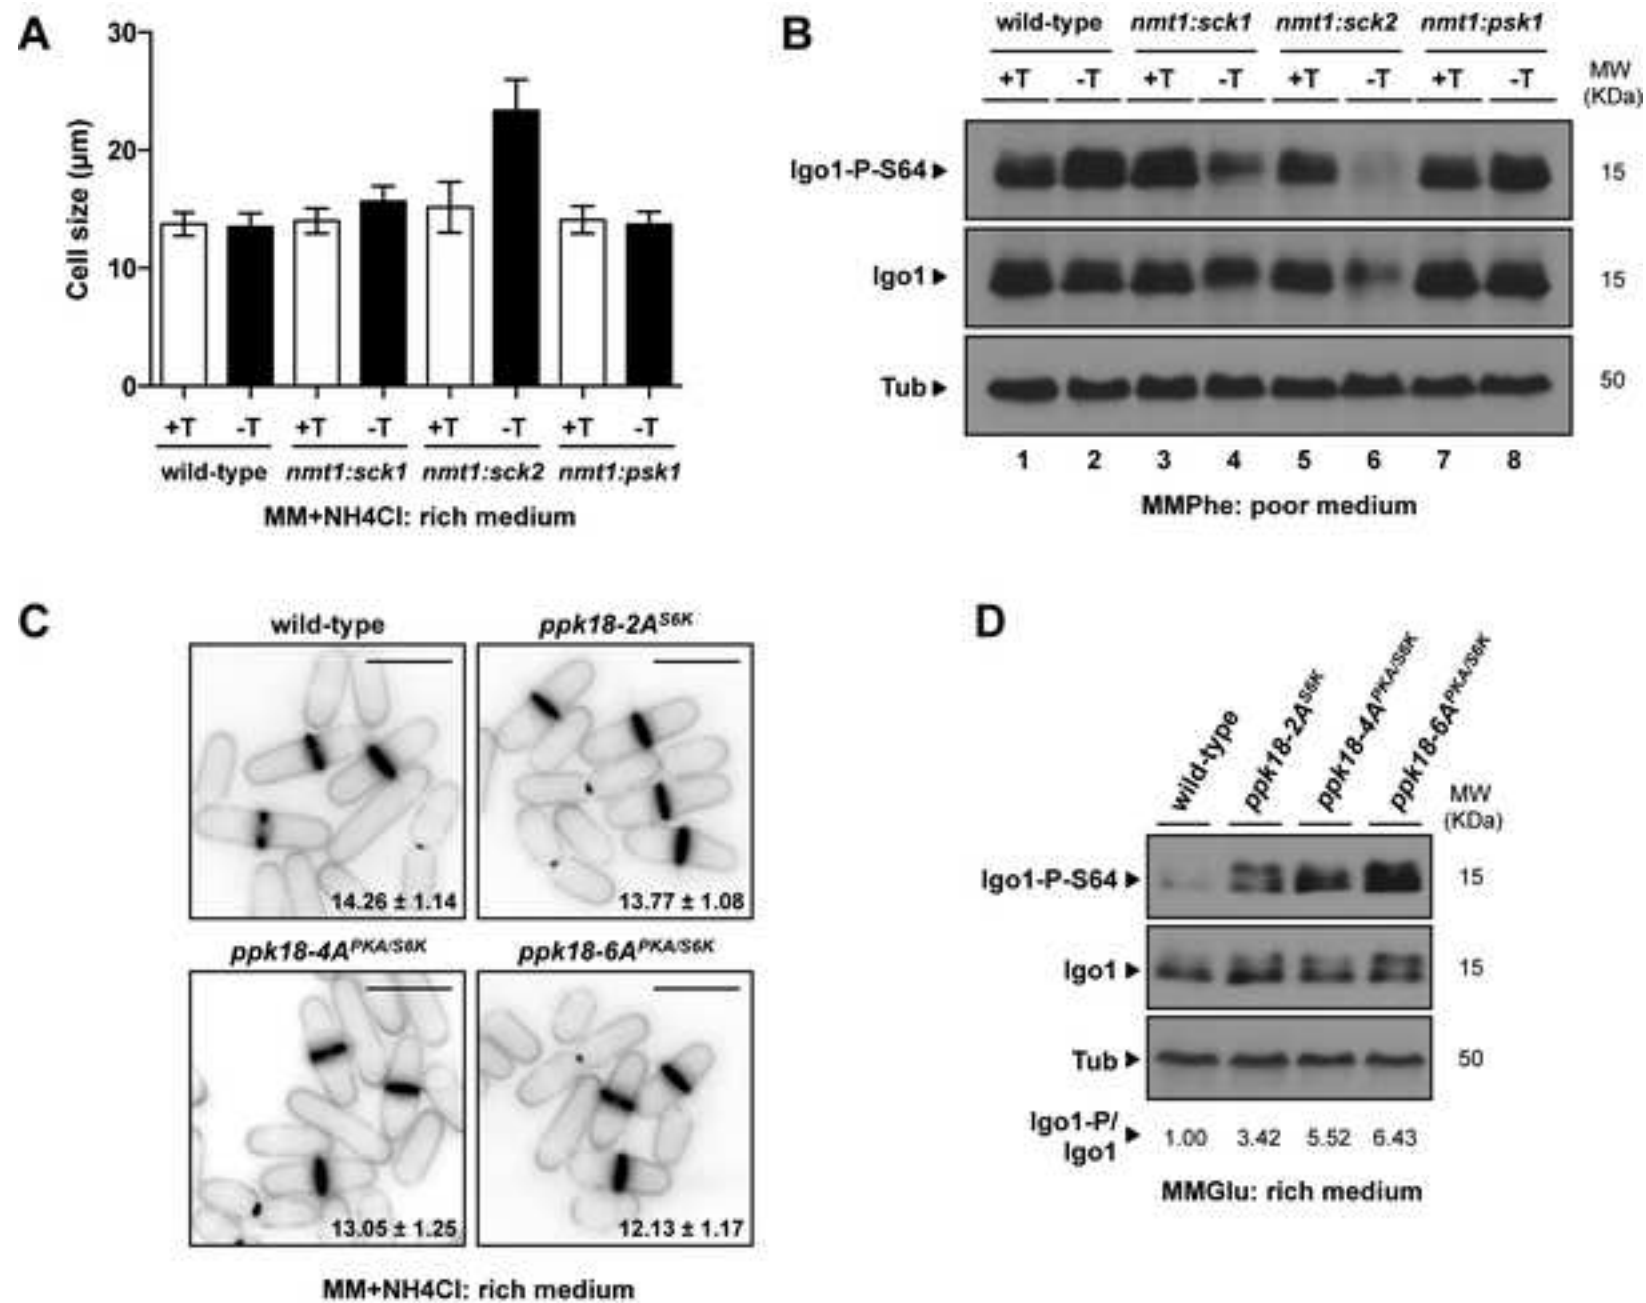 A
30
20
10
0
Cell size (µm)
+T -T +T -T +T -T +T -T
wild-type nmt1:sck1 nmt1:sck2 nmt1:psk1
MM+NH4Cl: rich medium
B
wild-type nmt1:sck1 nmt1:sck2 nmt1:psk1
+T -T +T -T +T -T +T -T
MW
(KDa)
Igo1-P-S64 15
Igo1 15
Tub 50
1 2 3 4 5 6 7 8
MMPhe: poor medium
C
wild-type ppk18-2A^S6K
14.26 ± 1.14 13.77 ± 1.08
ppk18-4A^PKA/S6K ppk18-6A^PKA/S6K
13.05 ± 1.25 12.13 ± 1.17
MM+NH4Cl: rich medium
D
wild-type ppk18-2A^S6K ppk18-4A^PKA/S6K ppk18-6A^PKA/S6K
MW
(KDa)
Igo1-P-S64 15
Igo1 15
Tub 50
Igo1-P/
Igo1 1.00 3.42 5.52 6.43
MMGlu: rich medium